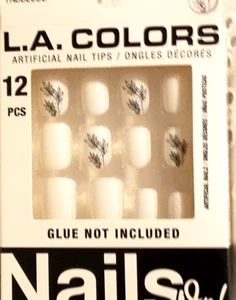 L.A. COLORS
ARTIFICIAL NAIL TIPS / ONGLES DÉCORÉS
12
PCS
GLUE NOT INCLUDED
Nails